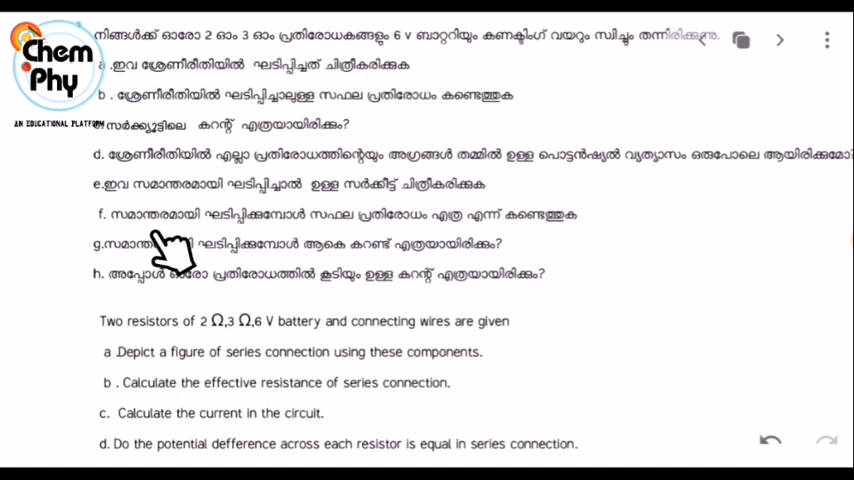 Chem
Phy
AN EDUCATIONAL PLATFORM
നിങ്ങൾക്ക് ഓരോ 2 ഓം 3 ഓം പ്രതിരോധകങ്ങളും 6 v ബാറ്ററിയും കണക്ടിംഗ് വയറും സ്വിച്ചും തന്നിരിക്കുന്നു.
a .ഇവ ശ്രേണീരീതിയിൽ ഘടിപ്പിച്ചത് ചിത്രീകരിക്കുക
b . ശ്രേണീരീതിയിൽ ഘടിപ്പിച്ചാലുള്ള സഫല പ്രതിരോധം കണ്ടെത്തുക
സർക്ക്യൂട്ടിലെ കറന്റ് എത്രയായിരിക്കും?
d. ശ്രേണീരീതിയിൽ എല്ലാ പ്രതിരോധത്തിന്റെയും അഗ്രങ്ങൾ തമ്മിൽ ഉള്ള പൊട്ടൻഷ്യൽ വ്യത്യാസം ഒരുപോലെ ആയിരിക്കുമോ?
e.ഇവ സമാന്തരമായി ഘടിപ്പിച്ചാൽ ഉള്ള സർക്കീട്ട് ചിത്രീകരിക്കുക
f. സമാന്തരമായി ഘടിപ്പിക്കുമ്പോൾ സഫല പ്രതിരോധം എത്ര എന്ന് കണ്ടെത്തുക
ഘടിപ്പിക്കുമ്പോൾ ആകെ കറണ്ട് എത്രയായിരിക്കും?
h. അപ്പോൾ ഓരോ പ്രതിരോധത്തിൽ കൂടിയും ഉള്ള കറന്റ് എത്രയായിരിക്കും?
Two resistors of 2 Ω,3 Ω,6 V battery and connecting wires are given
a .Depict a figure of series connection using these components.
b . Calculate the effective resistance of series connection.
c. Calculate the current in the circuit.
d. Do the potential defference across each resistor is equal in series connection.